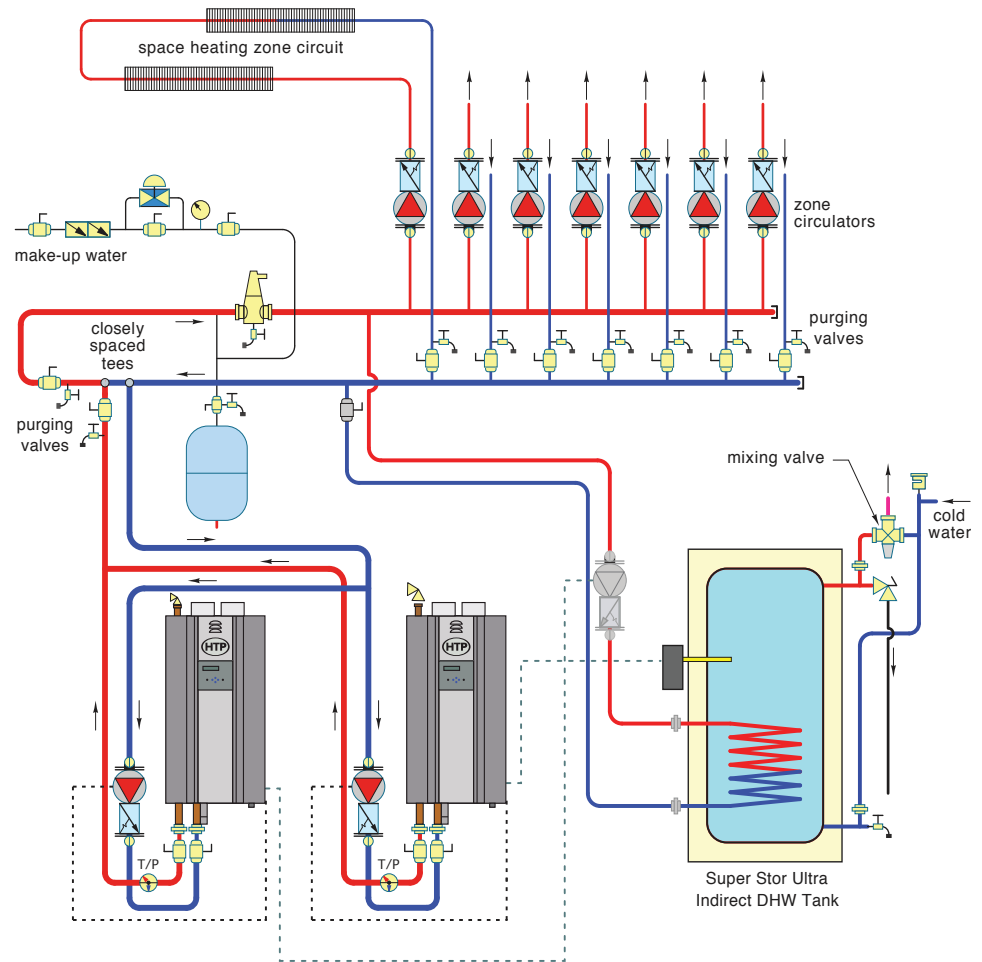 space heating zone circuit
zone
circulators
make-up water
closely
spaced
tees
purging
valves
purging
valves
mixing valve
cold
water
HTP
HTP
T/P
T/P
Super Stor Ultra
Indirect DHW Tank